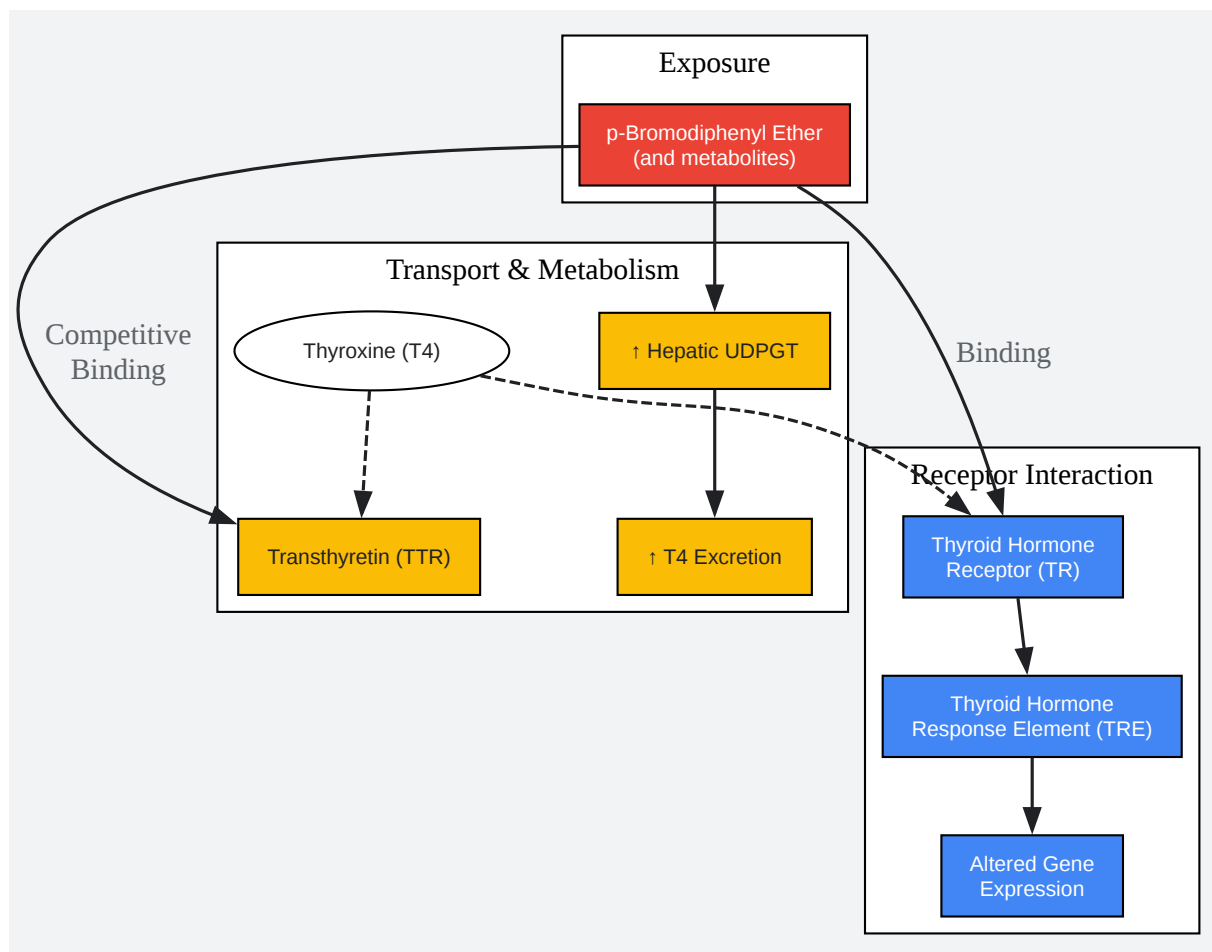 Exposure
p-Bromodiphenyl Ether
(and metabolites)
Transport & Metabolism
Competitive
Binding
Thyroxine (T4)
↑ Hepatic UDPGT
Binding
Transthyretin (TTR)
↑ T4 Excretion
Receptor Interaction
Thyroid Hormone
Receptor (TR)
Thyroid Hormone
Response Element (TRE)
Altered Gene
Expression